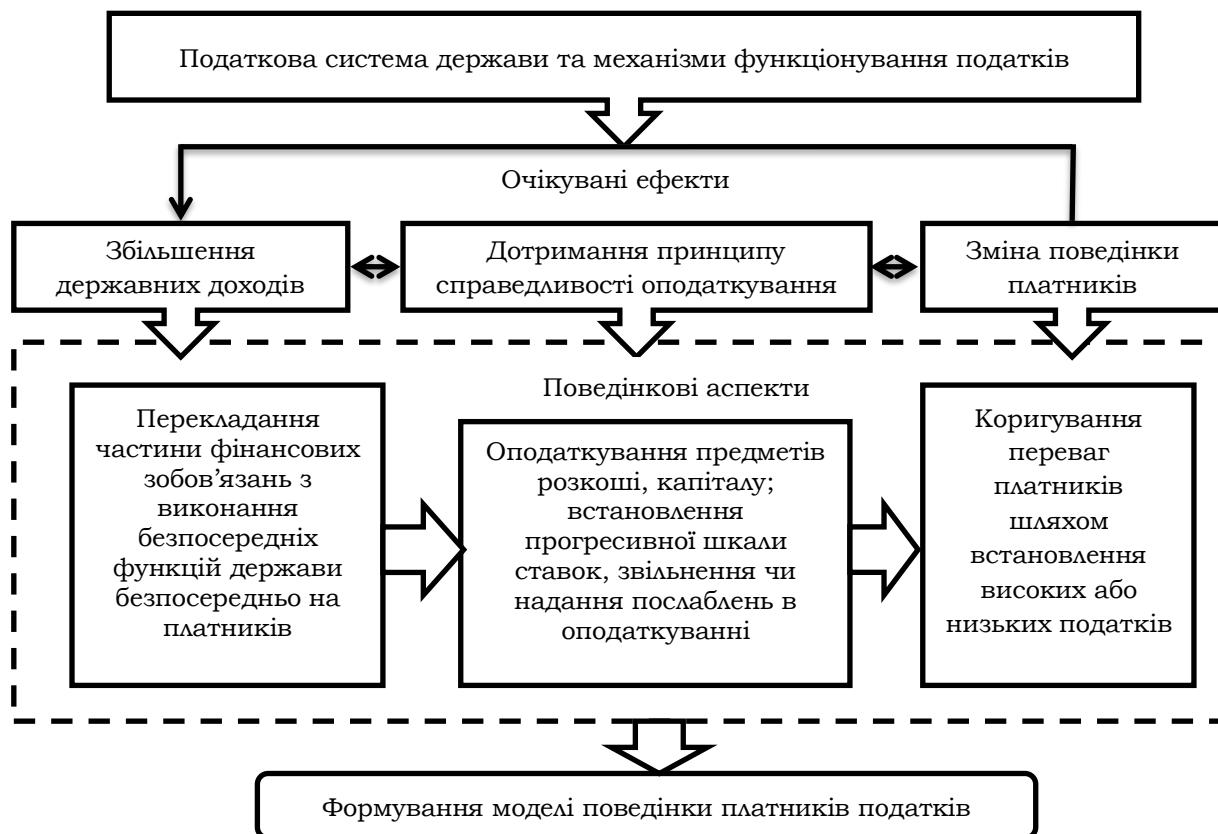 Податкова система держави та механізми функціонування податків
Очікувані ефекти
Збільшення
державних доходів
Дотримання принципу
справедливості оподаткування
Зміна поведінки
платників
Поведінкові аспекти
Перекладання
частини фінансових
зобов’язань з
виконання
безпосередніх
функцій держави
безпосередньо на
платників
Оподаткування предметів
розкоші, капіталу;
встановлення
прогресивної шкали
ставок, звільнення чи
надання послаблень в
оподаткуванні
Коригування
переваг
платників
шляхом
встановлення
високих або
низьких податків
Формування моделі поведінки платників податків